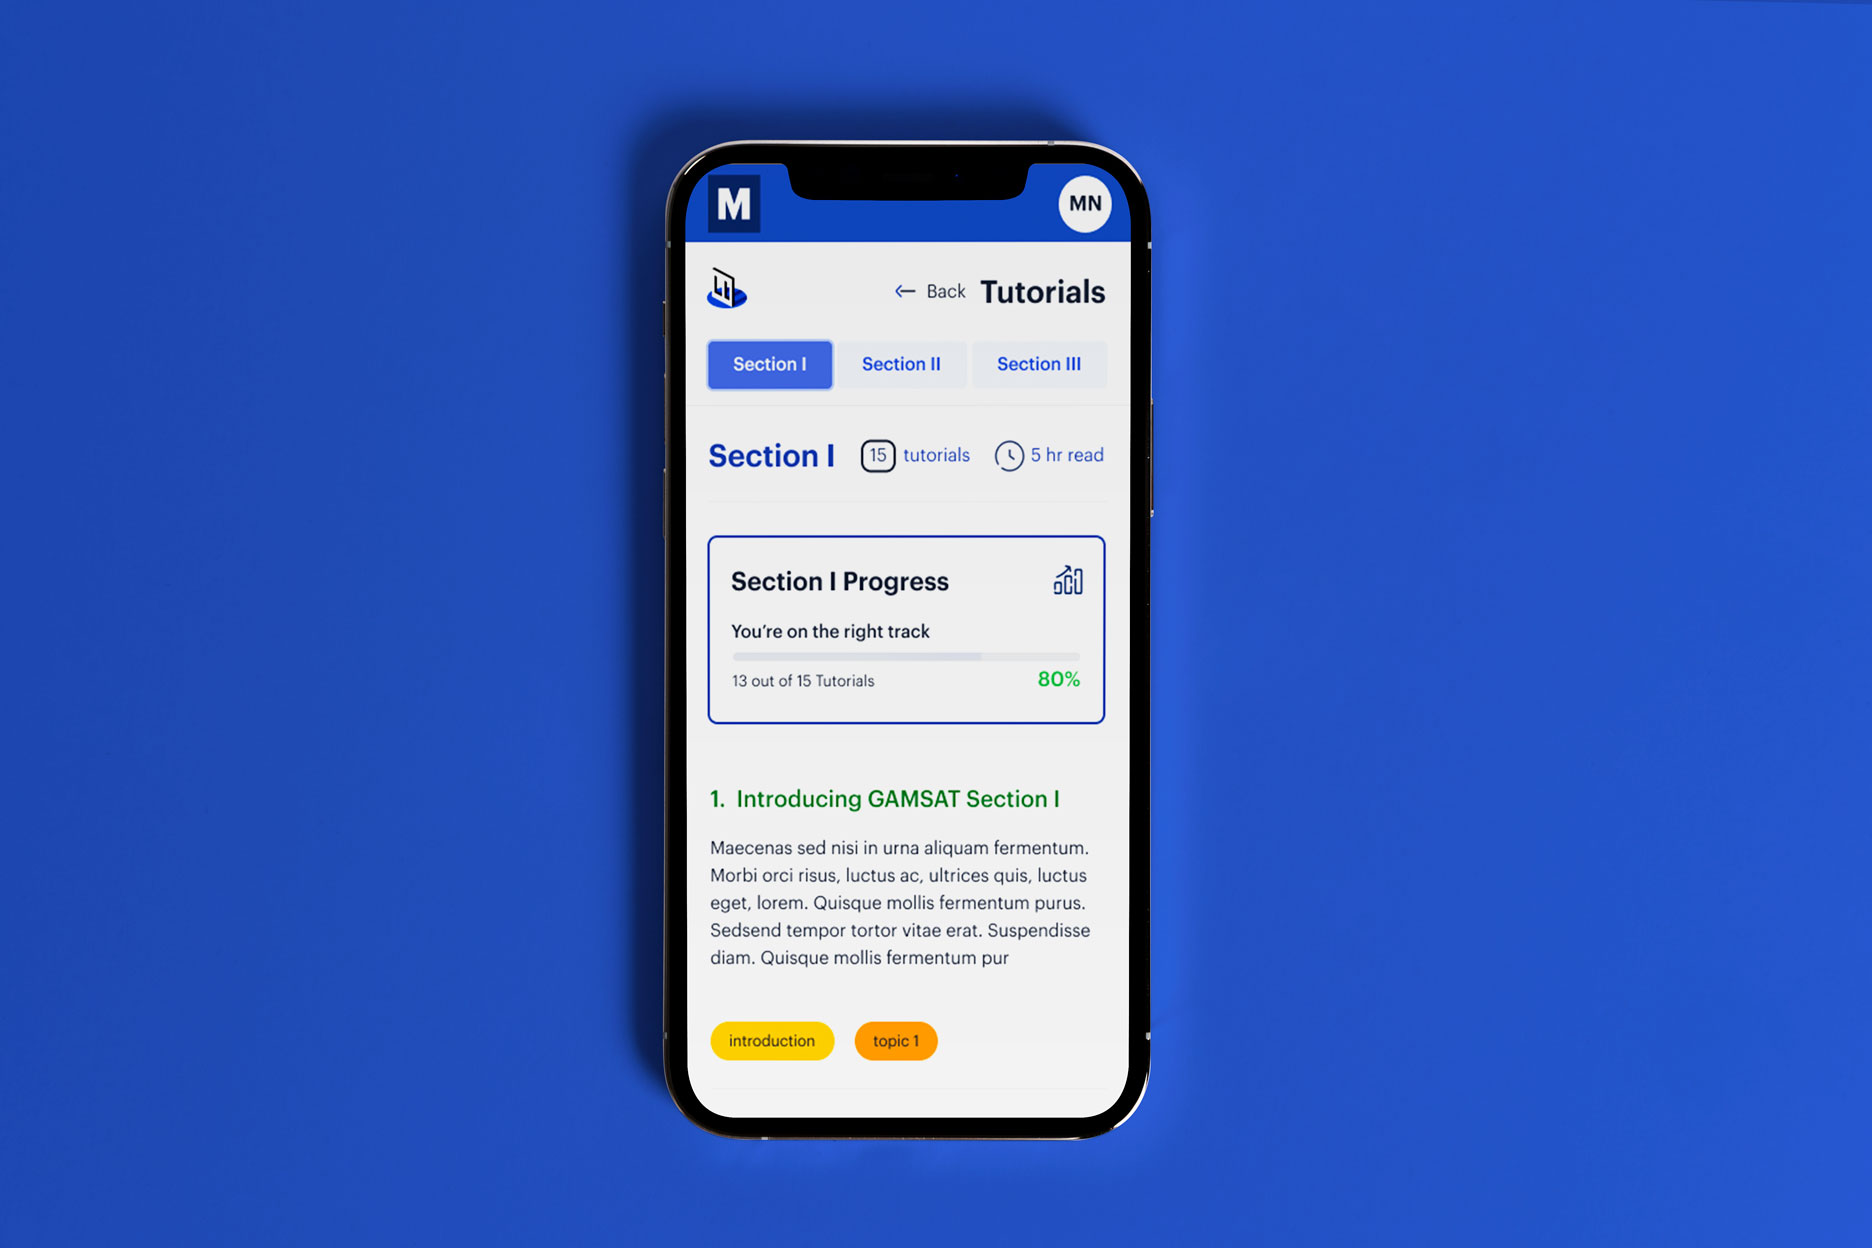 M
MN
← Back Tutorials
Section I Section II Section III
Section I 15 tutorials 5 hr read
Section I Progress
You're on the right track
13 out of 15 Tutorials 80%
1. Introducing GAMSAT Section I
Maecenas sed nisi in urna aliquam fermentum.
Morbi orci risus, luctus ac, ultrices quis, luctus
eget, lorem. Quisque mollis fermentum purus.
Sedsend tempor tortor vitae erat. Suspendisse
diam. Quisque mollis fermentum pur
introduction topic 1